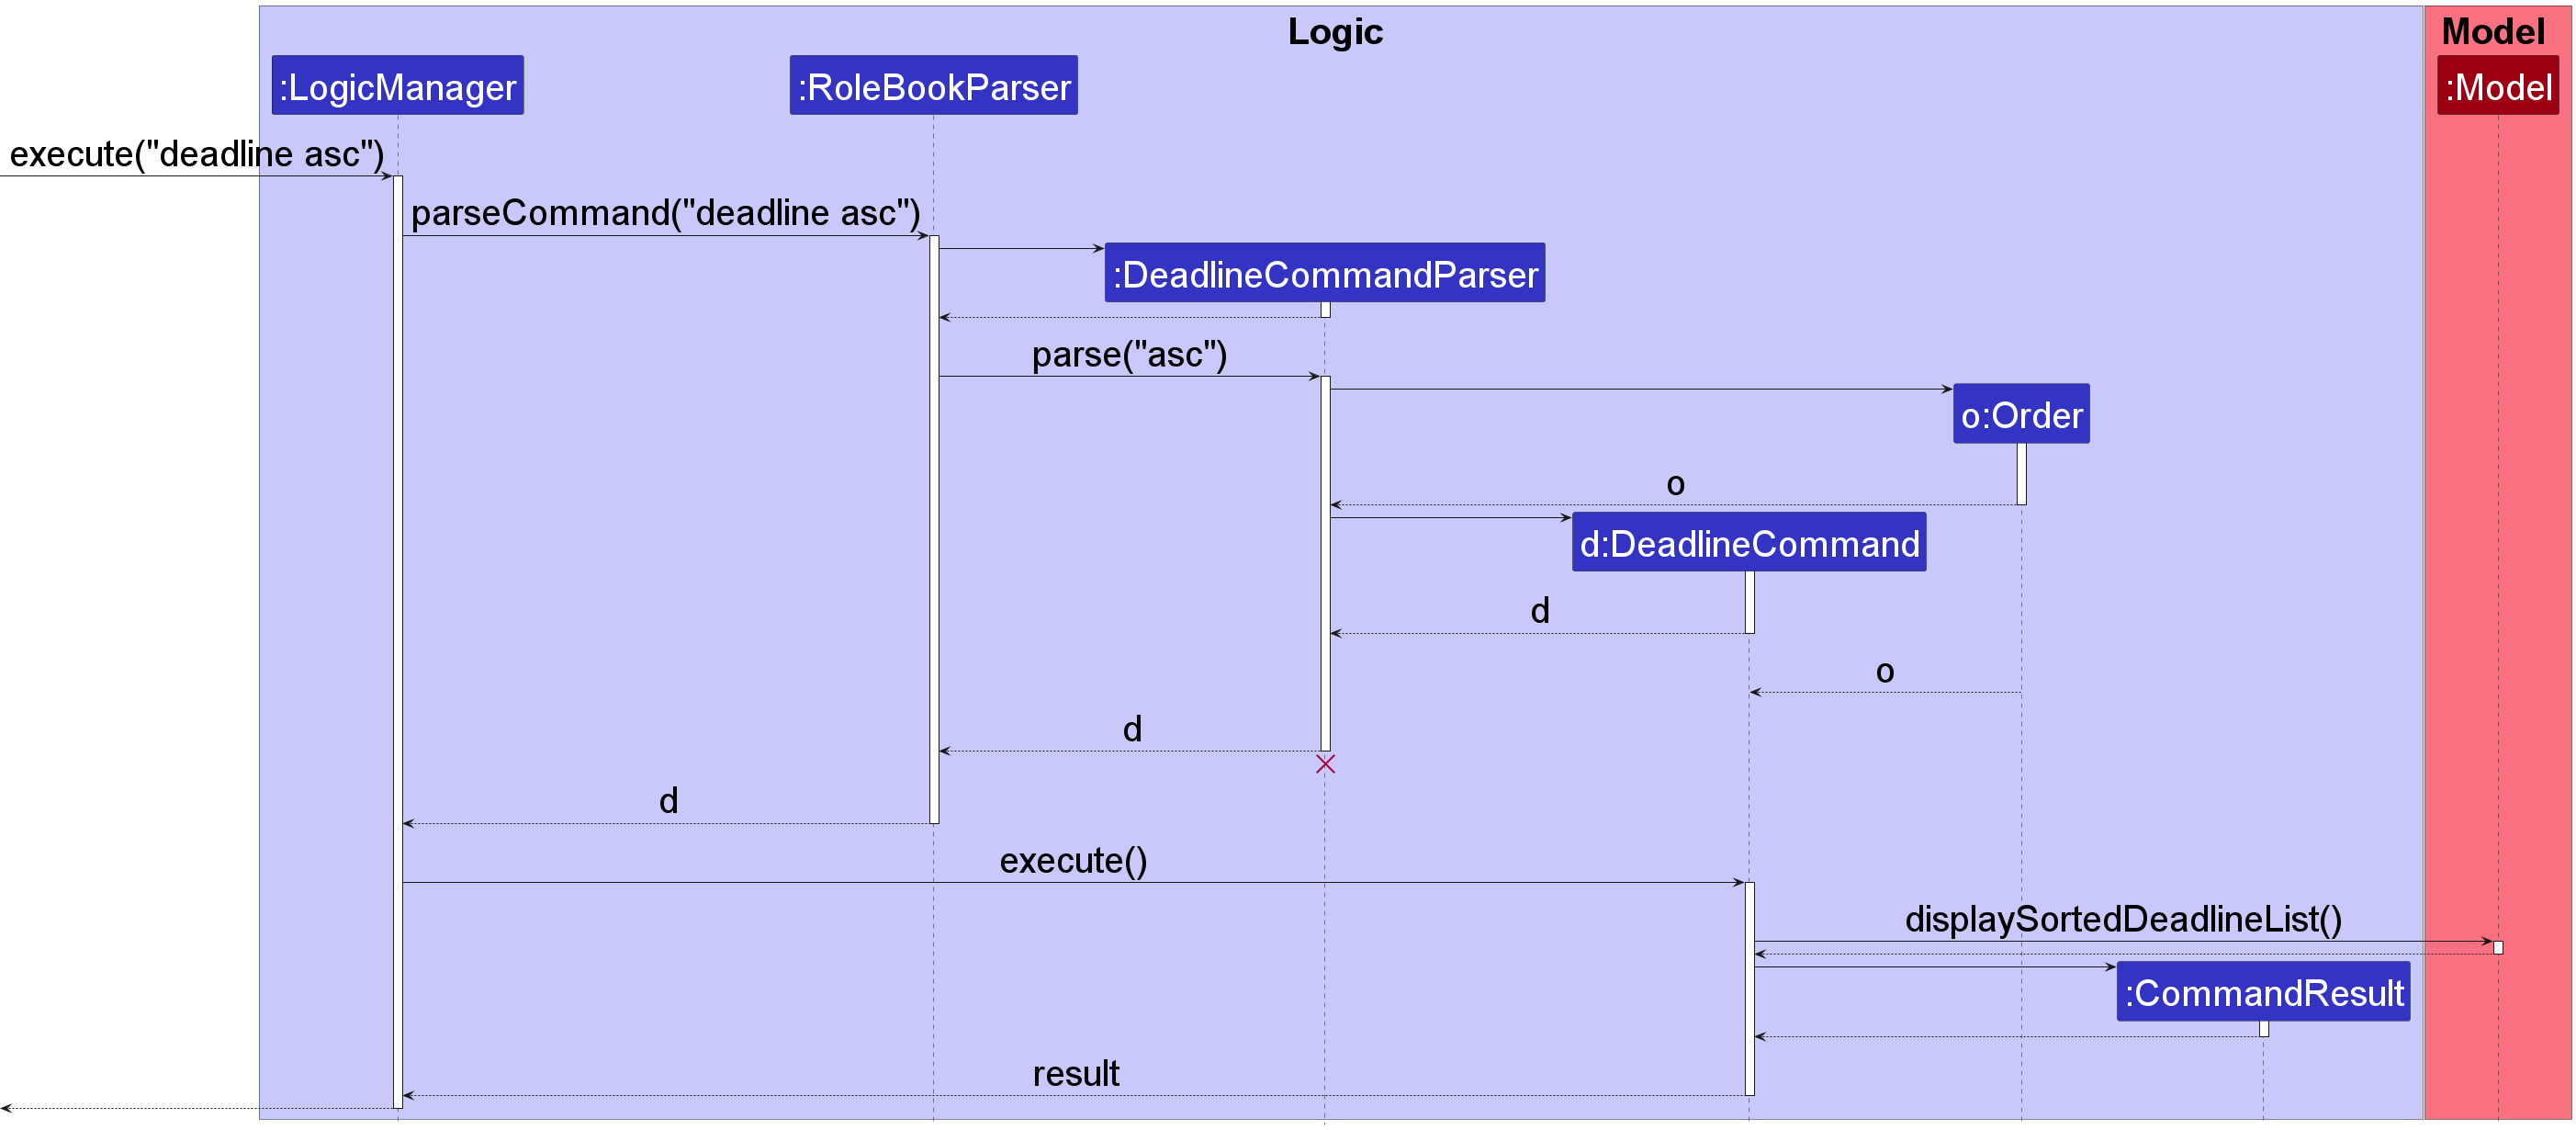 Logic
Model
:LogicManager
:RoleBookParser
:Model
execute("deadline asc")
parseCommand("deadline asc")
:DeadlineCommandParser
parse("asc")
o:Order
o
d:DeadlineCommand
d
o
d
d
execute()
displaySortedDeadlineList()
:CommandResult
result